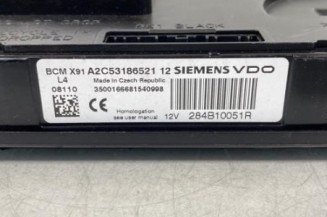 BCM X91 A2C53186521 12 SIEMENS VDO
L4 Made in Czech Republic
08110 3500166681540998
CE Homologation
see user manual 12V 284B10051R